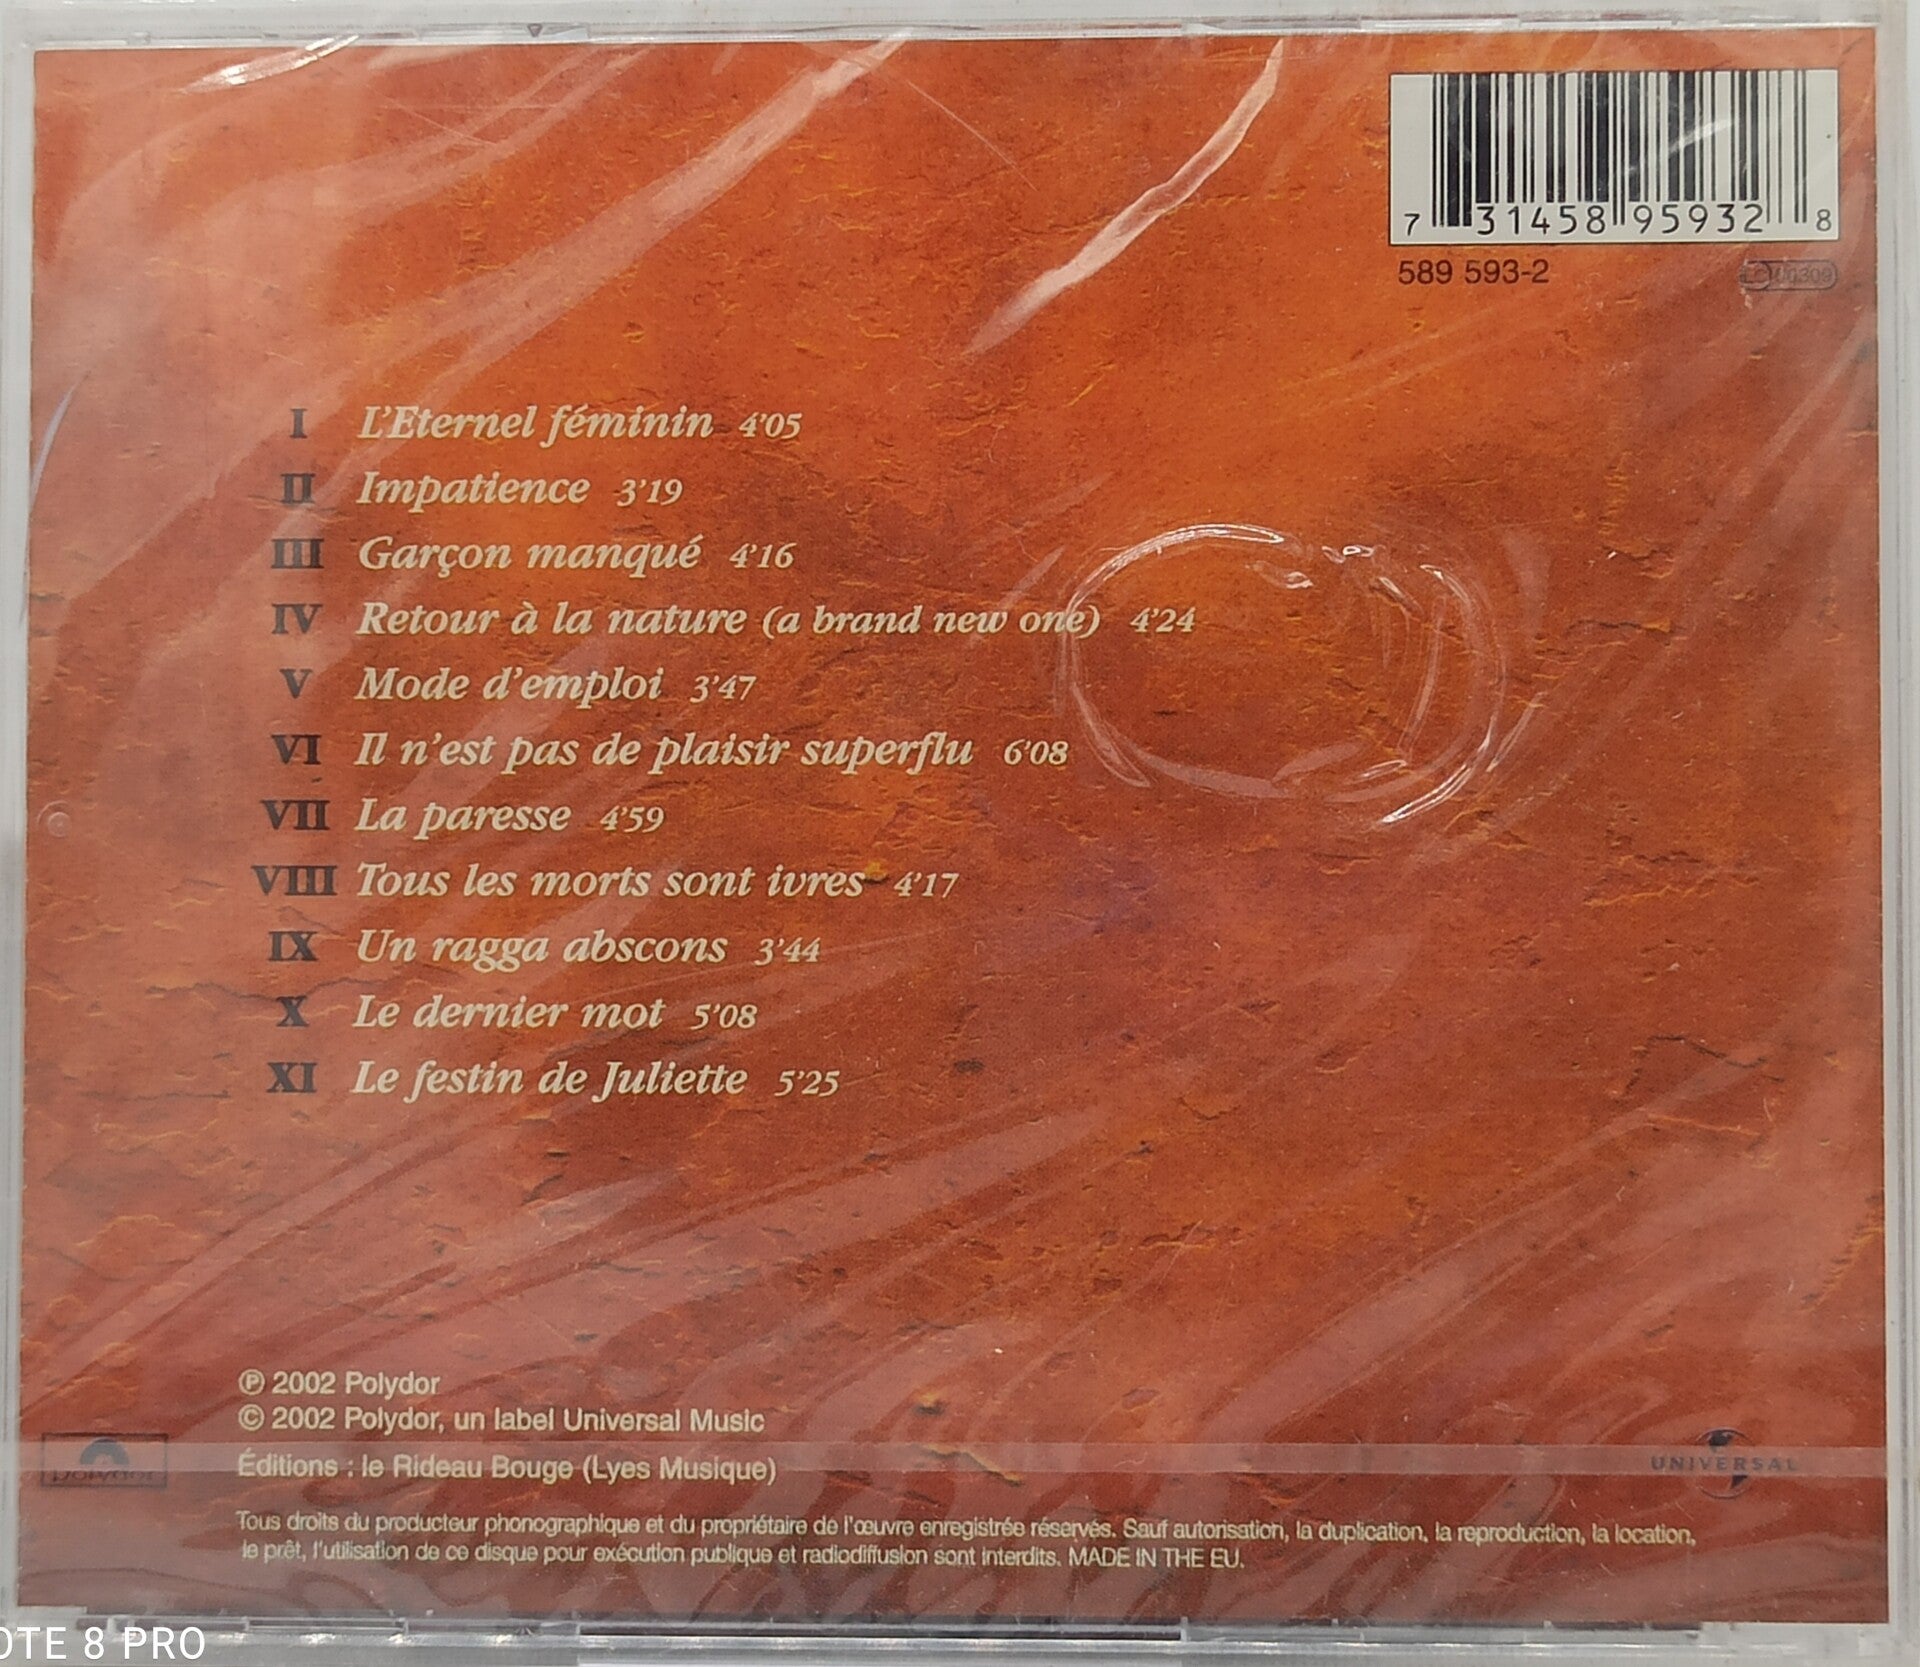 7 31458 95932 8
589 593-2
LC 00309
I L'Eternel féminin 4'05
II Impatience 3'19
III Garçon manqué 4'16
IV Retour à la nature (a brand new one) 4'24
V Mode d'emploi 3'47
VI Il n'est pas de plaisir superflu 6'08
VII La paresse 4'59
VIII Tous les morts sont ivres 4'17
IX Un ragga abscons 3'44
X Le dernier mot 5'08
XI Le festin de Juliette 5'25
℗ 2002 Polydor
© 2002 Polydor, un label Universal Music
Éditions : le Rideau Bouge (Lyes Musique)
polydor
UNIVERSAL
Tous droits du producteur phonographique et du propriétaire de l'œuvre enregistrée réservés. Sauf autorisation, la duplication, la reproduction, la location,
le prêt, l'utilisation de ce disque pour exécution publique et radiodiffusion sont interdits. MADE IN THE EU.
OTE 8 PRO